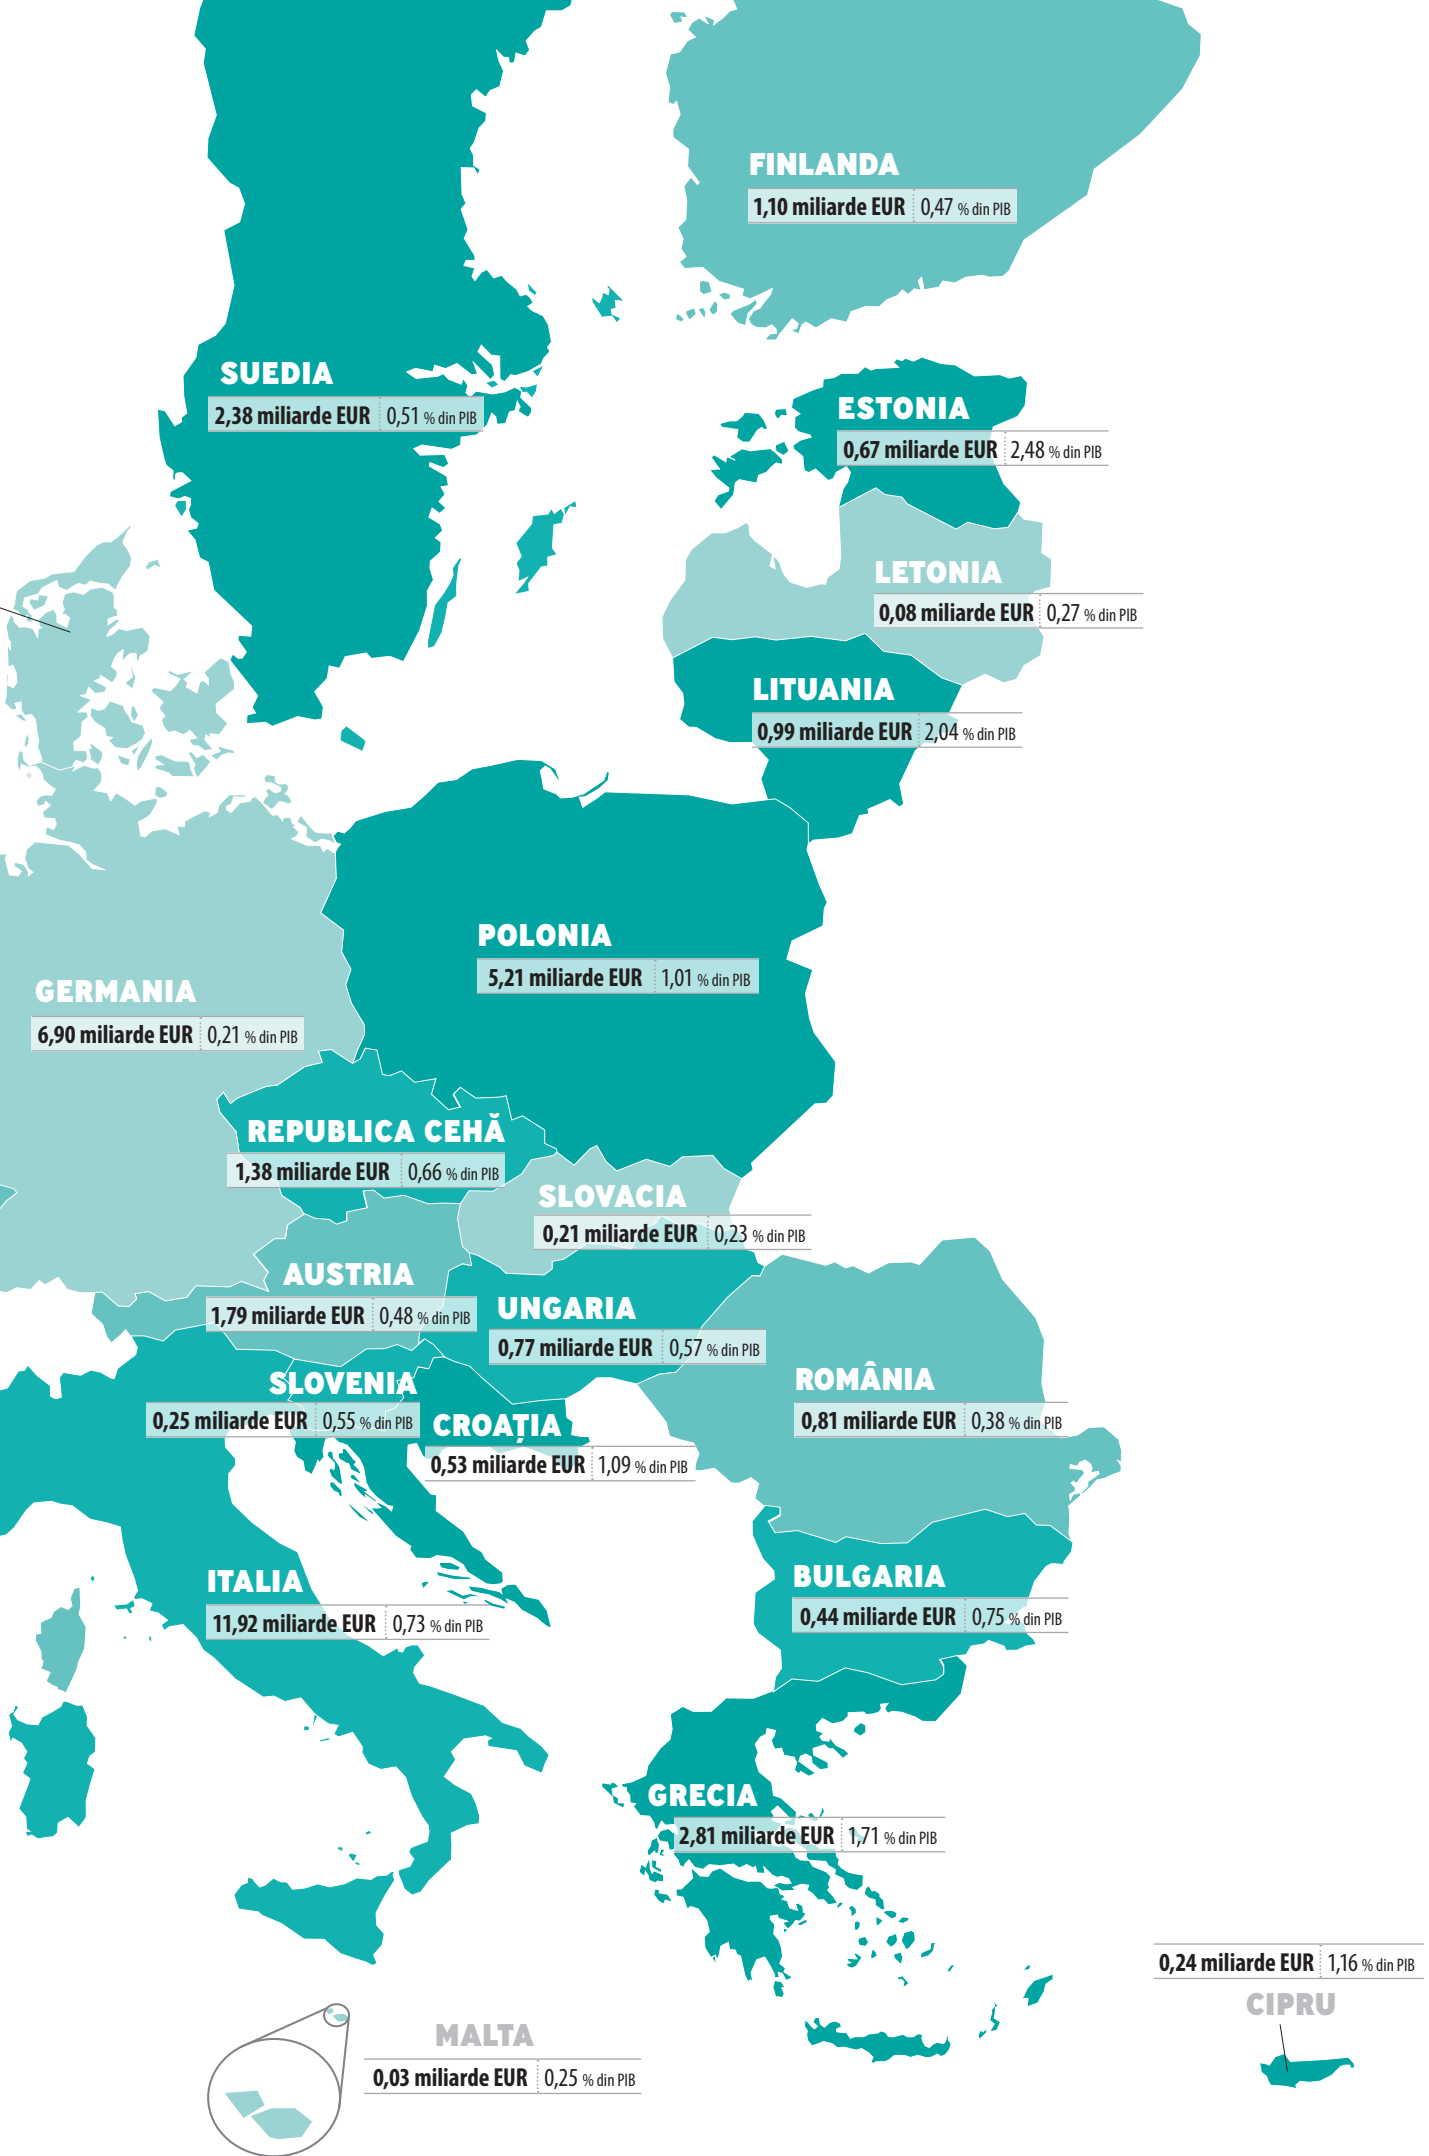 FINLANDA
1,10 miliarde EUR 0,47 % din PIB
SUEDIA
2,38 miliarde EUR 0,51 % din PIB
ESTONIA
0,67 miliarde EUR 2,48 % din PIB
LETONIA
0,08 miliarde EUR 0,27 % din PIB
LITUANIA
0,99 miliarde EUR 2,04 % din PIB
POLONIA
5,21 miliarde EUR 1,01 % din PIB
GERMANIA
6,90 miliarde EUR 0,21 % din PIB
REPUBLICA CEHĂ
1,38 miliarde EUR 0,66 % din PIB
SLOVACIA
0,21 miliarde EUR 0,23 % din PIB
AUSTRIA
1,79 miliarde EUR 0,48 % din PIB
UNGARIA
0,77 miliarde EUR 0,57 % din PIB
ROMÂNIA
0,81 miliarde EUR 0,38 % din PIB
SLOVENIA
0,25 miliarde EUR 0,55 % din PIB
CROAȚIA
0,53 miliarde EUR 1,09 % din PIB
ITALIA
11,92 miliarde EUR 0,73 % din PIB
BULGARIA
0,44 miliarde EUR 0,75 % din PIB
GRECIA
2,81 miliarde EUR 1,71 % din PIB
0,24 miliarde EUR 1,16 % din PIB
CIPRU
MALTA
0,03 miliarde EUR 0,25 % din PIB